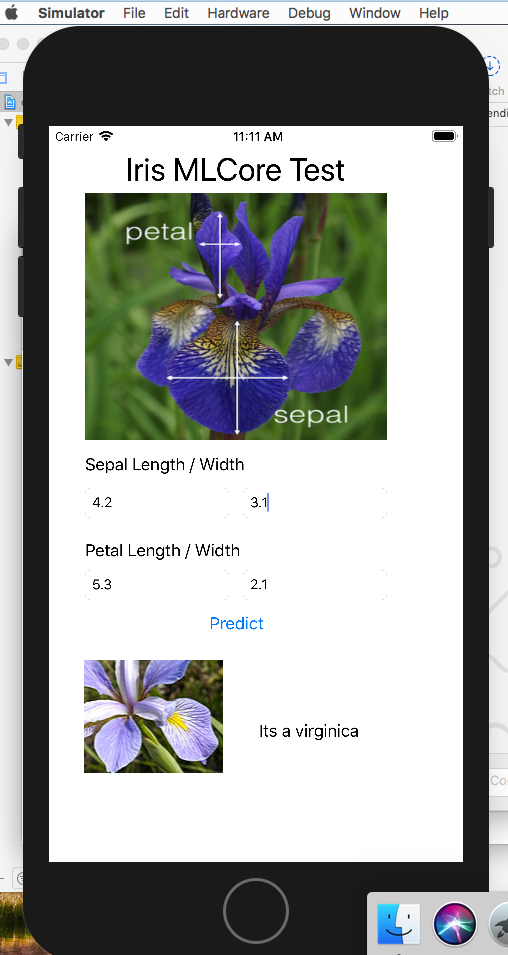 Simulator File Edit Hardware Debug Window Help
Carrier 11:11 AM
Iris MLCore Test
petal
sepal
Sepal Length / Width
4.2 3.1
Petal Length / Width
5.3 2.1
Predict
Its a virginica